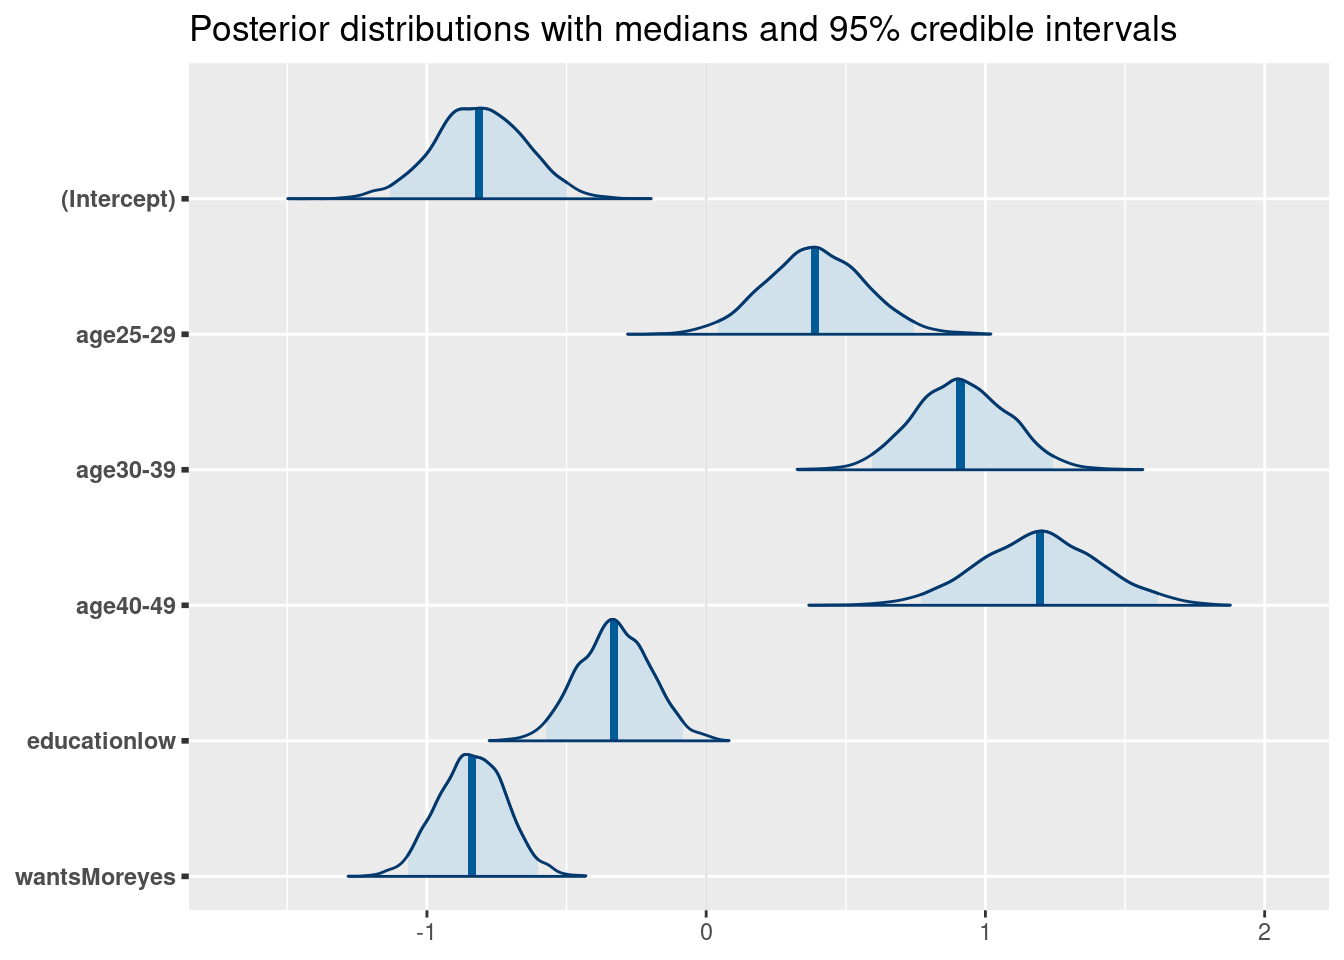 Posterior distributions with medians and 95% credible intervals
(Intercept)
age25-29
age30-39
age40-49
educationlow
wantsMoreyes
-1 0 1 2